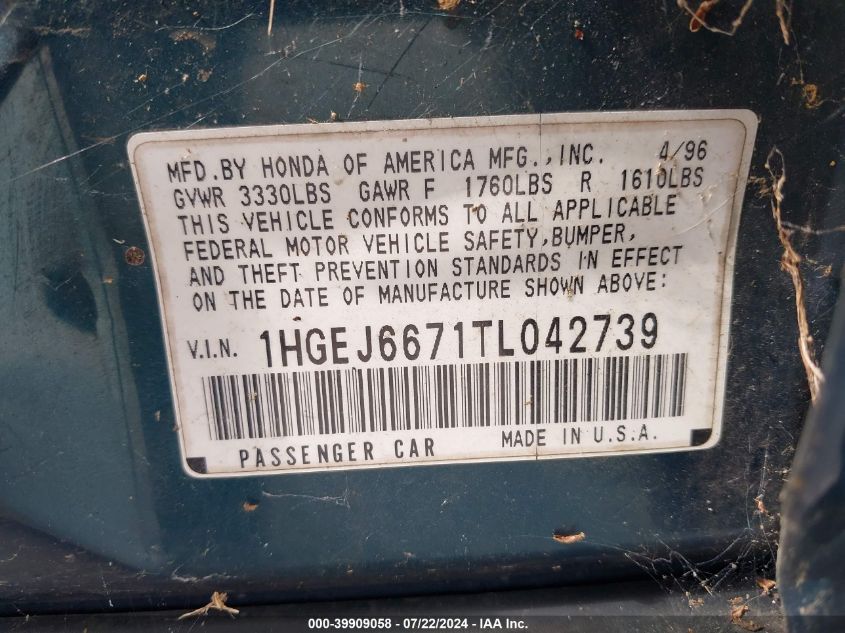 MFD. BY HONDA OF AMERICA MFG., INC. 4/96
GVWR 3330LBS GAWR F 1760LBS R 1610LBS
THIS VEHICLE CONFORMS TO ALL APPLICABLE
FEDERAL MOTOR VEHICLE SAFETY, BUMPER,
AND THEFT PREVENTION STANDARDS IN EFFECT
ON THE DATE OF MANUFACTURE SHOWN ABOVE:
V.I.N. 1HGEJ6671TL042739
PASSENGER CAR MADE IN U.S.A.
000-39909058 - 07/22/2024 - IAA Inc.